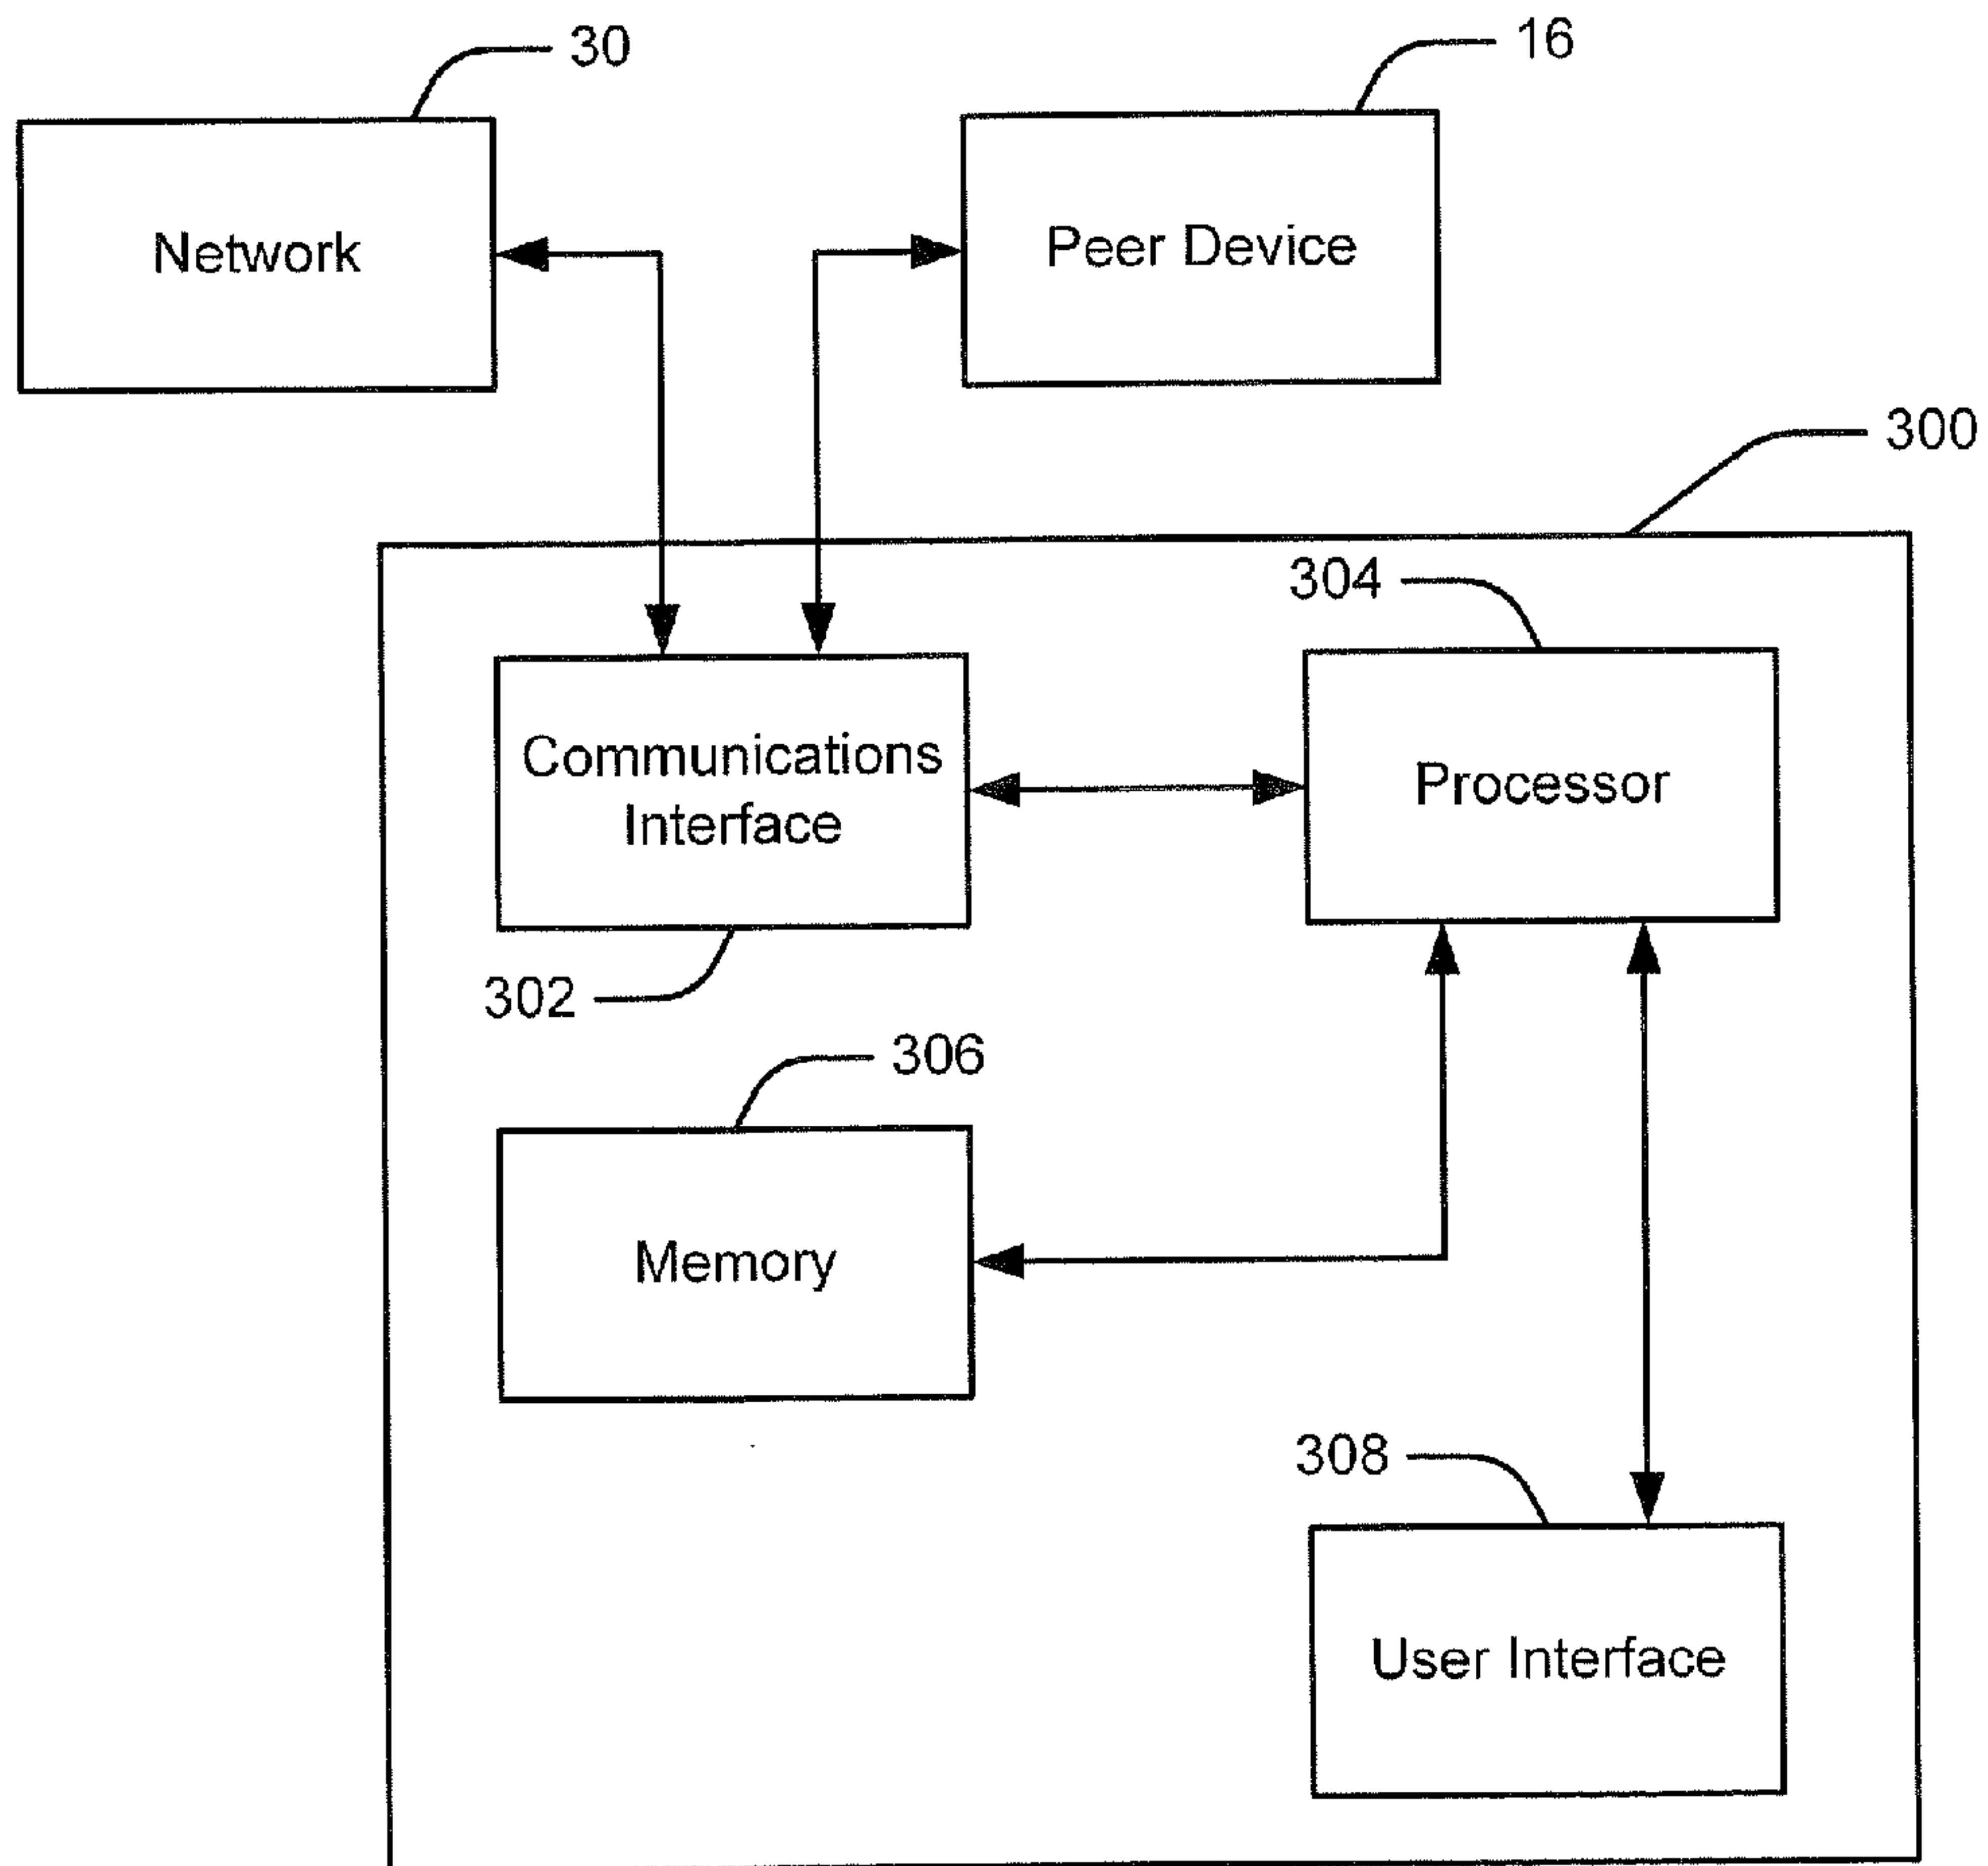 30
16
Network
Peer Device
300
304
Communications
Interface
Processor
302
306
Memory
308
User Interface